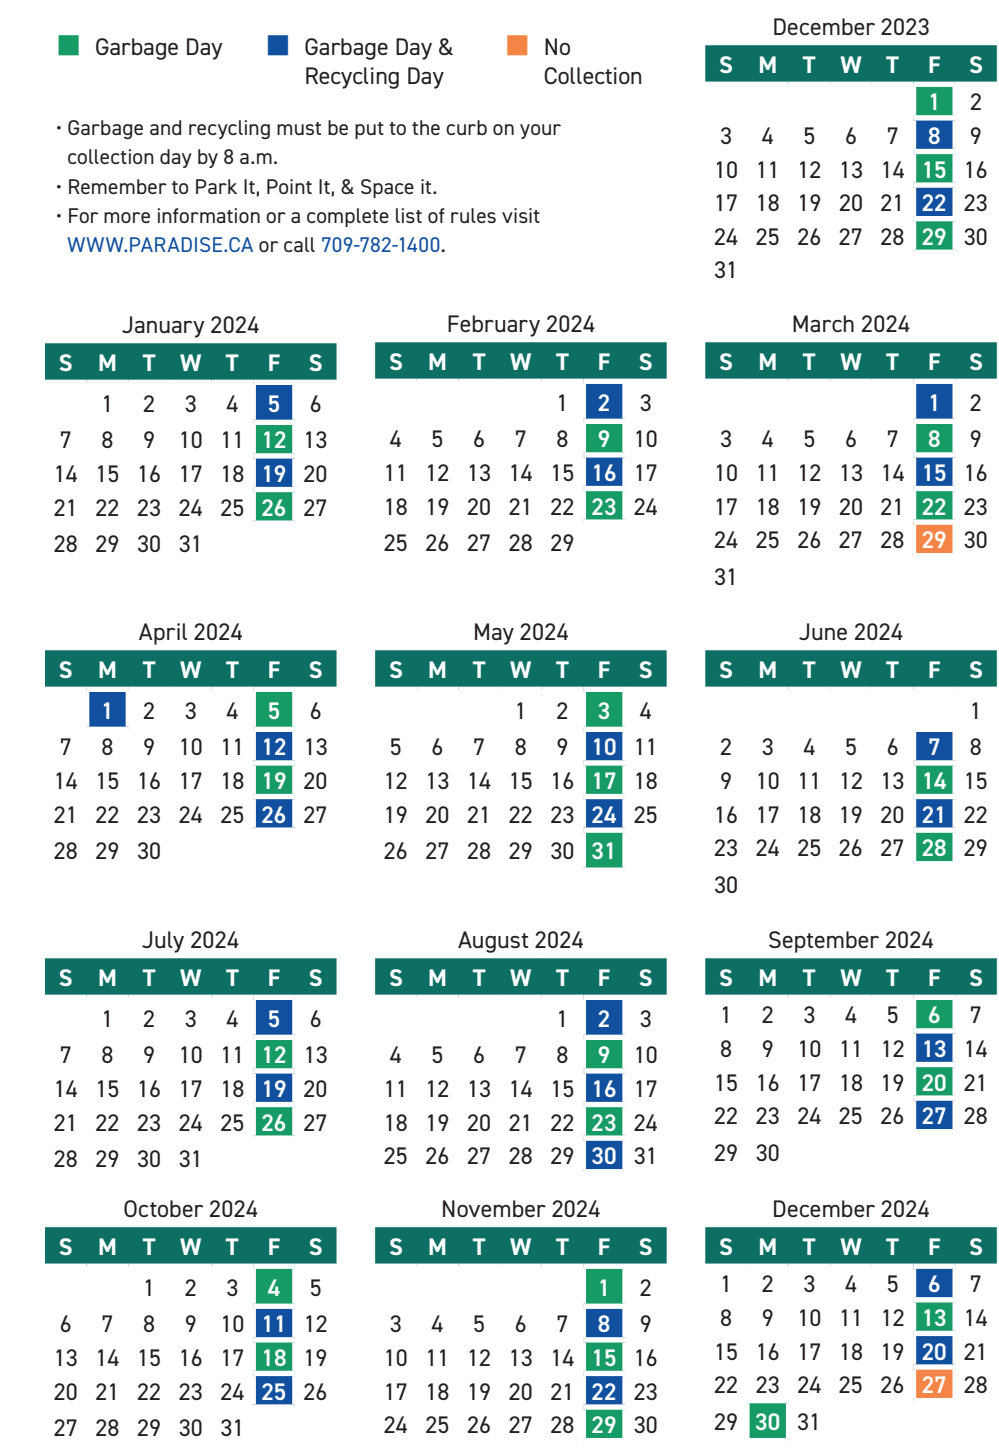 Garbage Day
Garbage Day &
Recycling Day
No
Collection
· Garbage and recycling must be put to the curb on your
collection day by 8 a.m.
· Remember to Park It, Point It, & Space it.
· For more information or a complete list of rules visit
WWW.PARADISE.CA or call 709-782-1400.
December 2023
S M T W T F S
1 2
3 4 5 6 7 8 9
10 11 12 13 14 15 16
17 18 19 20 21 22 23
24 25 26 27 28 29 30
31
January 2024
S M T W T F S
1 2 3 4 5 6
7 8 9 10 11 12 13
14 15 16 17 18 19 20
21 22 23 24 25 26 27
28 29 30 31
February 2024
S M T W T F S
1 2 3
4 5 6 7 8 9 10
11 12 13 14 15 16 17
18 19 20 21 22 23 24
25 26 27 28 29
March 2024
S M T W T F S
1 2
3 4 5 6 7 8 9
10 11 12 13 14 15 16
17 18 19 20 21 22 23
24 25 26 27 28 29 30
31
April 2024
S M T W T F S
1 2 3 4 5 6
7 8 9 10 11 12 13
14 15 16 17 18 19 20
21 22 23 24 25 26 27
28 29 30
May 2024
S M T W T F S
1 2 3 4
5 6 7 8 9 10 11
12 13 14 15 16 17 18
19 20 21 22 23 24 25
26 27 28 29 30 31
June 2024
S M T W T F S
1
2 3 4 5 6 7 8
9 10 11 12 13 14 15
16 17 18 19 20 21 22
23 24 25 26 27 28 29
30
July 2024
S M T W T F S
1 2 3 4 5 6
7 8 9 10 11 12 13
14 15 16 17 18 19 20
21 22 23 24 25 26 27
28 29 30 31
August 2024
S M T W T F S
1 2 3
4 5 6 7 8 9 10
11 12 13 14 15 16 17
18 19 20 21 22 23 24
25 26 27 28 29 30 31
September 2024
S M T W T F S
1 2 3 4 5 6 7
8 9 10 11 12 13 14
15 16 17 18 19 20 21
22 23 24 25 26 27 28
29 30
October 2024
S M T W T F S
1 2 3 4 5
6 7 8 9 10 11 12
13 14 15 16 17 18 19
20 21 22 23 24 25 26
27 28 29 30 31
November 2024
S M T W T F S
1 2
3 4 5 6 7 8 9
10 11 12 13 14 15 16
17 18 19 20 21 22 23
24 25 26 27 28 29 30
December 2024
S M T W T F S
1 2 3 4 5 6 7
8 9 10 11 12 13 14
15 16 17 18 19 20 21
22 23 24 25 26 27 28
29 30 31